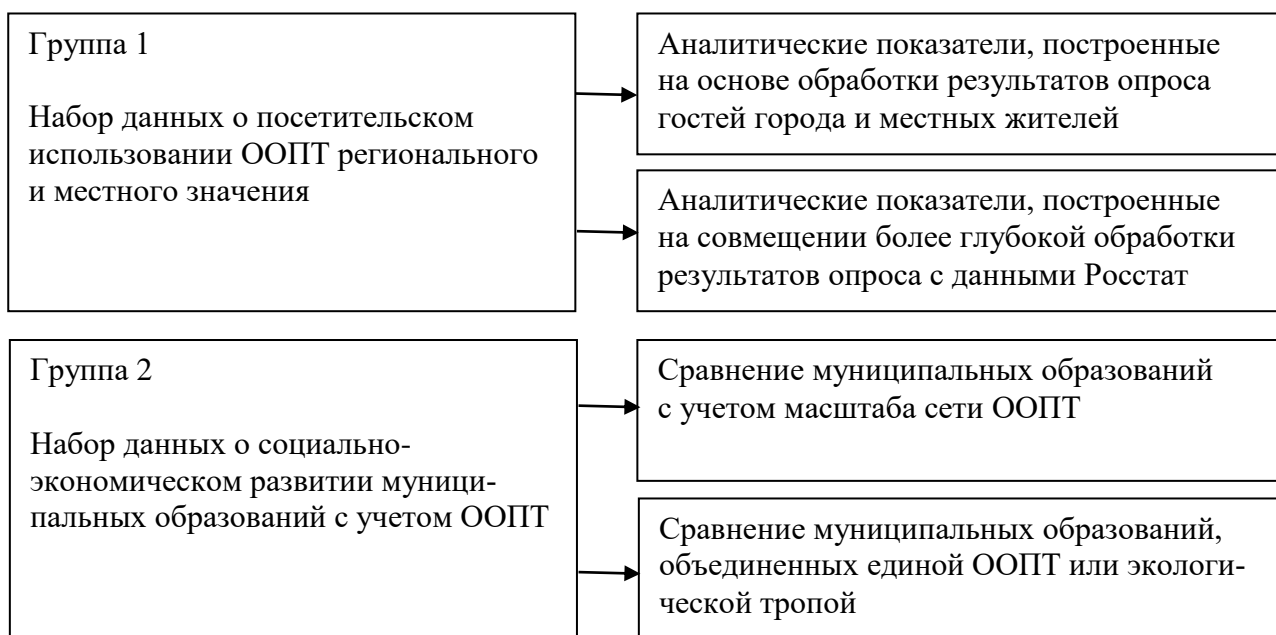 Группа 1
Набор данных о посетительском
использовании ООПТ регионального
и местного значения
Аналитические показатели, построенные
на основе обработки результатов опроса
гостей города и местных жителей
Аналитические показатели, построенные
на совмещении более глубокой обработки
результатов опроса с данными Росстат
Группа 2
Набор данных о социально-
экономическом развитии муници-
пальных образований с учетом ООПТ
Сравнение муниципальных образований
с учетом масштаба сети ООПТ
Сравнение муниципальных образований,
объединенных единой ООПТ или экологи-
ческой тропой